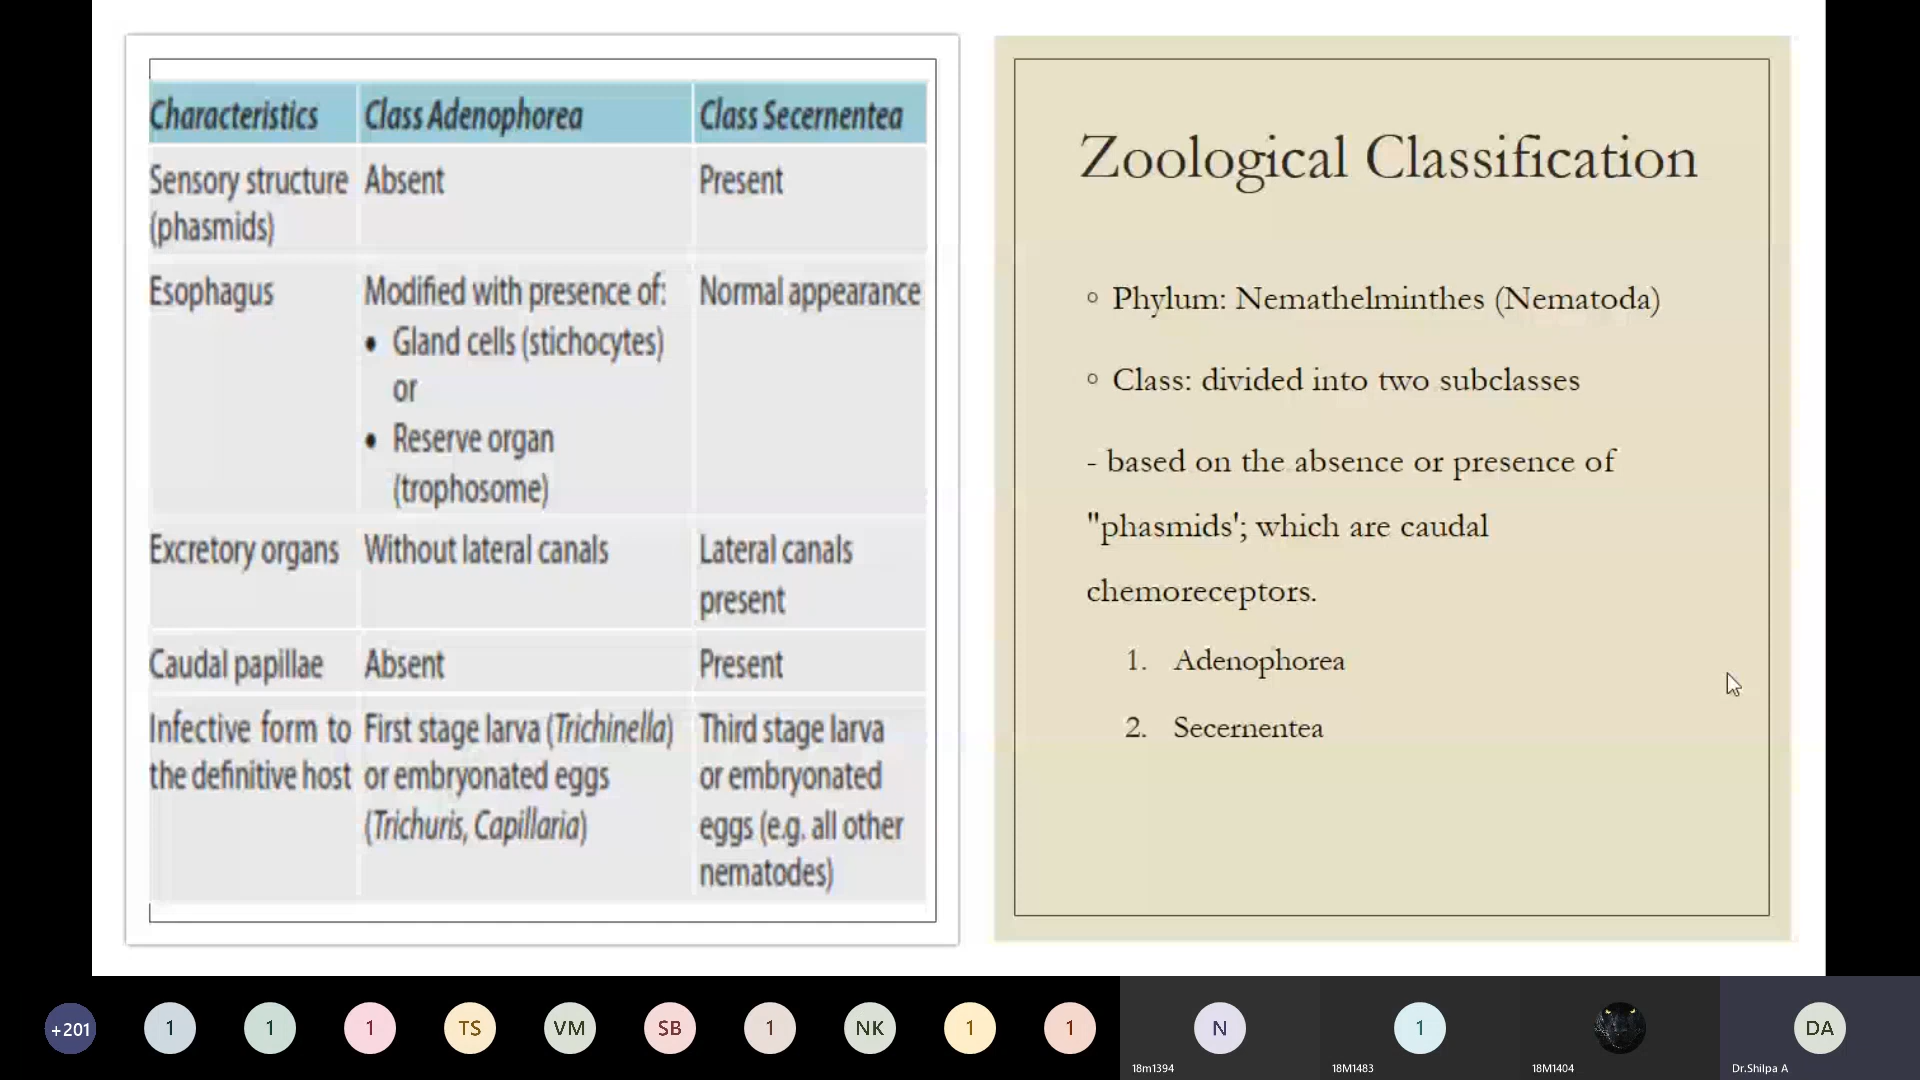 Characteristics Class Adenophorea Class Secernentea
Sensory structure Absent Present
(phasmids)
Esophagus Modified with presence of: Normal appearance
• Gland cells (stichocytes)
or
• Reserve organ
(trophosome)
Excretory organs Without lateral canals Lateral canals
present
Caudal papillae Absent Present
Infective form to First stage larva (Trichinella) Third stage larva
the definitive host or embryonated eggs or embryonated
(Trichuris, Capillaria) eggs (e.g. all other
nematodes)
Zoological Classification
◦ Phylum: Nemathelminthes (Nematoda)
◦ Class: divided into two subclasses
- based on the absence or presence of
"phasmids'; which are caudal
chemoreceptors.
1. Adenophorea
2. Secernentea
+201 1 1 1 TS VM SB 1 NK 1 1 N 1 DA
18m1394 18M1483 18M1404 Dr.Shilpa A